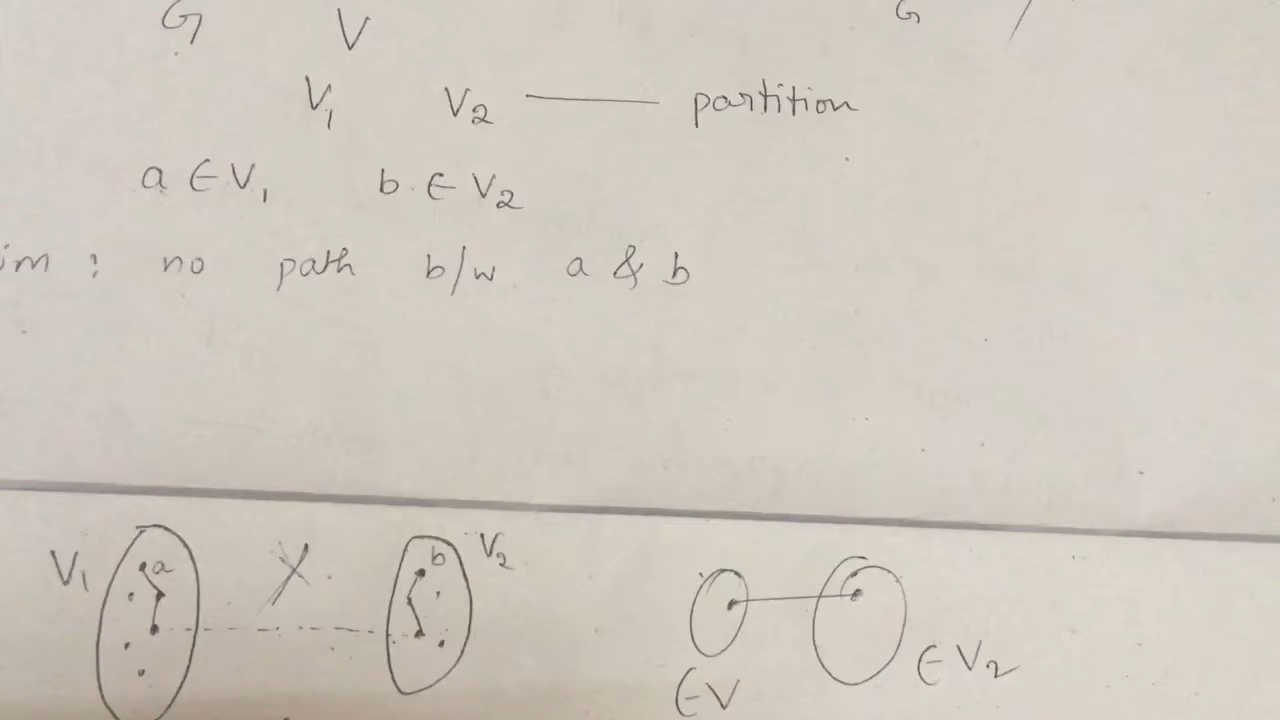 G V G
V₁ V₂ — partition
a ∈ V₁ b ∈ V₂
im : no path b/w a & b
V₁ a X b V₂
∈ V ∈ V₂